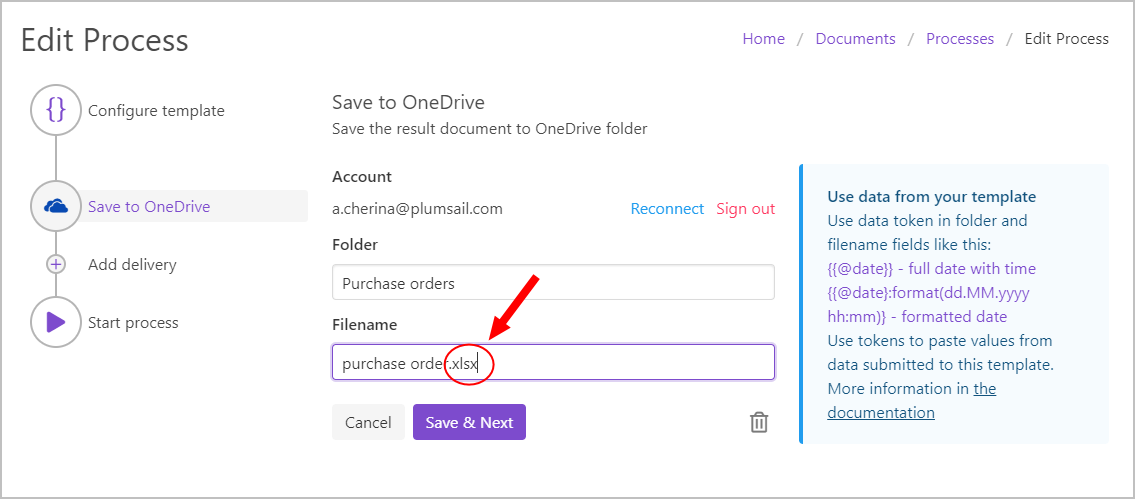 Edit Process
Home / Documents / Processes / Edit Process
{} Configure template
Save to OneDrive
Add delivery
Start process
Save to OneDrive
Save the result document to OneDrive folder
Account
a.cherina@plumsail.com Reconnect Sign out
Folder
Purchase orders
Filename
purchase order.xlsx
Cancel Save & Next
Use data from your template
Use data token in folder and
filename fields like this:
{{@date}} - full date with time
{{@date}:format(dd.MM.yyyy
hh:mm)} - formatted date
Use tokens to paste values from
data submitted to this template.
More information in the
documentation